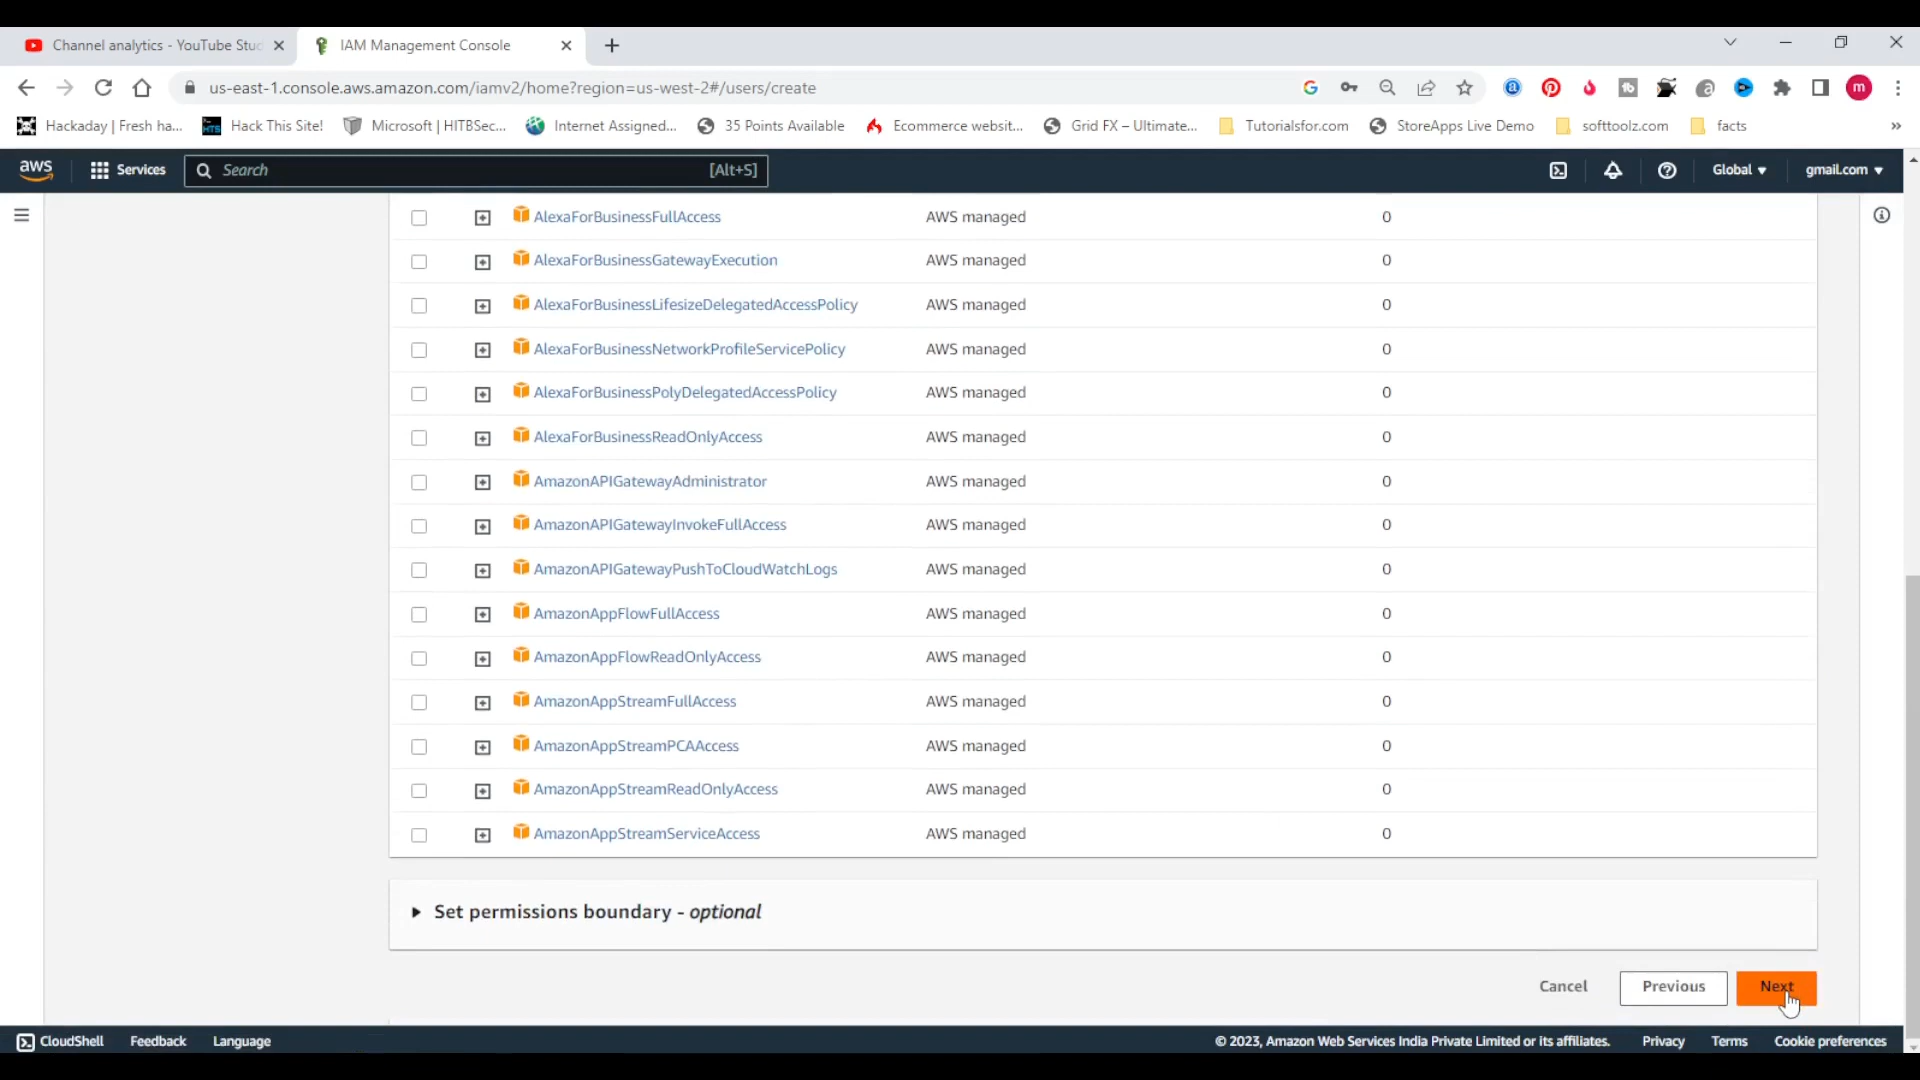 Channel analytics - YouTube Stuc
IAM Management Console
us-east-1.console.aws.amazon.com/iamv2/home?region=us-west-2#/users/create
Hackaday | Fresh ha...
Hack This Site!
Microsoft | HITBSec...
Internet Assigned...
35 Points Available
Ecommerce websit...
Grid FX – Ultimate...
Tutorialsfor.com
StoreApps Live Demo
softtoolz.com
facts
aws
Services
Search
[Alt+S]
Global
gmail.com
AlexaForBusinessFullAccess AWS managed 0
AlexaForBusinessGatewayExecution AWS managed 0
AlexaForBusinessLifesizeDelegatedAccessPolicy AWS managed 0
AlexaForBusinessNetworkProfileServicePolicy AWS managed 0
AlexaForBusinessPolyDelegatedAccessPolicy AWS managed 0
AlexaForBusinessReadOnlyAccess AWS managed 0
AmazonAPIGatewayAdministrator AWS managed 0
AmazonAPIGatewayInvokeFullAccess AWS managed 0
AmazonAPIGatewayPushToCloudWatchLogs AWS managed 0
AmazonAppFlowFullAccess AWS managed 0
AmazonAppFlowReadOnlyAccess AWS managed 0
AmazonAppStreamFullAccess AWS managed 0
AmazonAppStreamPCAAccess AWS managed 0
AmazonAppStreamReadOnlyAccess AWS managed 0
AmazonAppStreamServiceAccess AWS managed 0
Set permissions boundary - optional
Cancel
Previous
Next
CloudShell
Feedback
Language
© 2023, Amazon Web Services India Private Limited or its affiliates.
Privacy
Terms
Cookie preferences